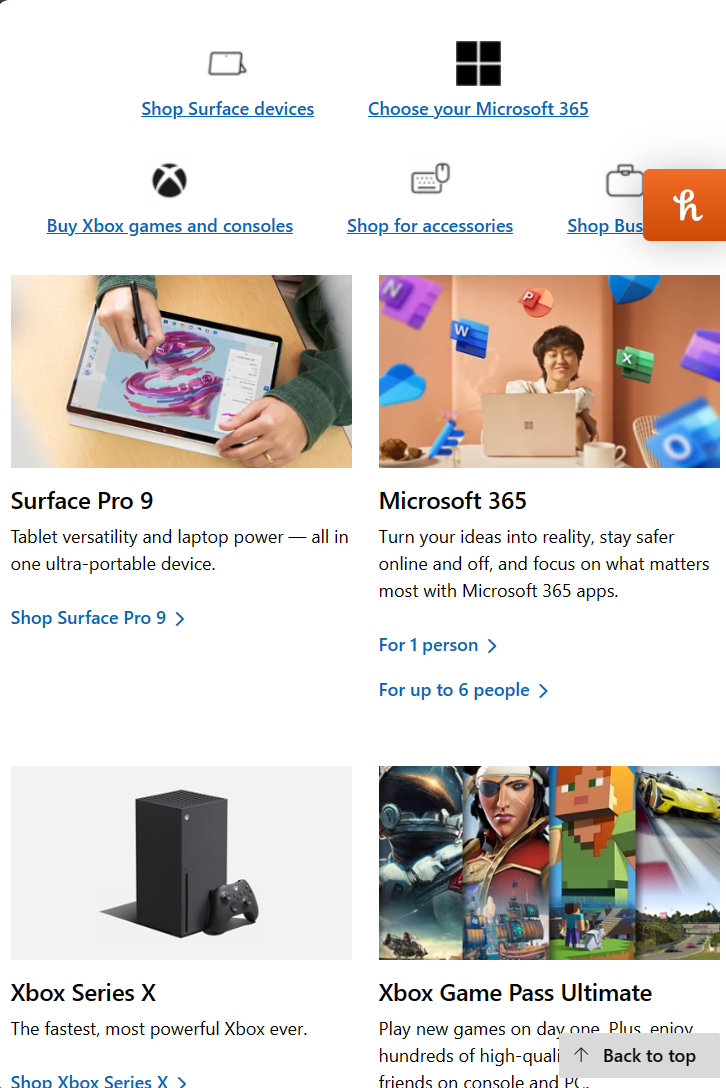 Shop Surface devices
Choose your Microsoft 365
Buy Xbox games and consoles
Shop for accessories
Shop Bus
Surface Pro 9
Tablet versatility and laptop power — all in
one ultra-portable device.
Shop Surface Pro 9
N
P
W
X
O
Microsoft 365
Turn your ideas into reality, stay safer
online and off, and focus on what matters
most with Microsoft 365 apps.
For 1 person
For up to 6 people
Xbox Series X
The fastest, most powerful Xbox ever.
Shop Xbox Series X
Xbox Game Pass Ultimate
Play new games on day one. Plus, enjoy
hundreds of high-quali
friends on console and PC.
Back to top